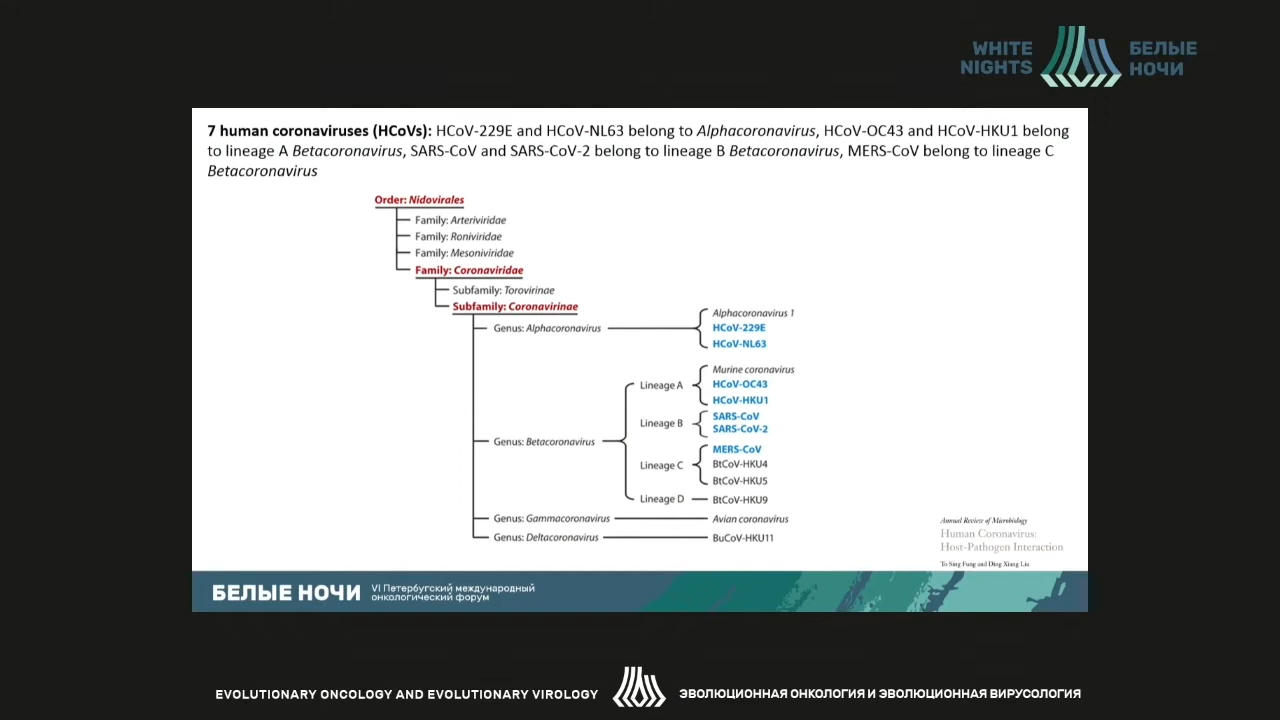 WHITE NIGHTS
БЕЛЫЕ НОЧИ
7 human coronaviruses (HCoVs): HCoV-229E and HCoV-NL63 belong to Alphacoronavirus, HCoV-OC43 and HCoV-HKU1 belong
to lineage A Betacoronavirus, SARS-CoV and SARS-CoV-2 belong to lineage B Betacoronavirus, MERS-CoV belong to lineage C
Betacoronavirus
Order: Nidovirales
Family: Arteriviridae
Family: Roniviridae
Family: Mesoniviridae
Family: Coronaviridae
Subfamily: Torovirinae
Subfamily: Coronavirinae
Genus: Alphacoronavirus
Alphacoronavirus 1
HCoV-229E
HCoV-NL63
Genus: Betacoronavirus
Lineage A
Murine coronavirus
HCoV-OC43
HCoV-HKU1
Lineage B
SARS-CoV
SARS-CoV-2
Lineage C
MERS-CoV
BtCoV-HKU4
BtCoV-HKU5
Lineage D
BtCoV-HKU9
Genus: Gammacoronavirus
Avian coronavirus
Genus: Deltacoronavirus
BuCoV-HKU11
Annual Review of Microbiology
Human Coronavirus:
Host-Pathogen Interaction
To Sing Fung and Ding Xiang Liu
БЕЛЫЕ НОЧИ
VI Петербугский международный
онкологический форум
EVOLUTIONARY ONCOLOGY AND EVOLUTIONARY VIROLOGY
ЭВОЛЮЦИОННАЯ ОНКОЛОГИЯ И ЭВОЛЮЦИОННАЯ ВИРУСОЛОГИЯ